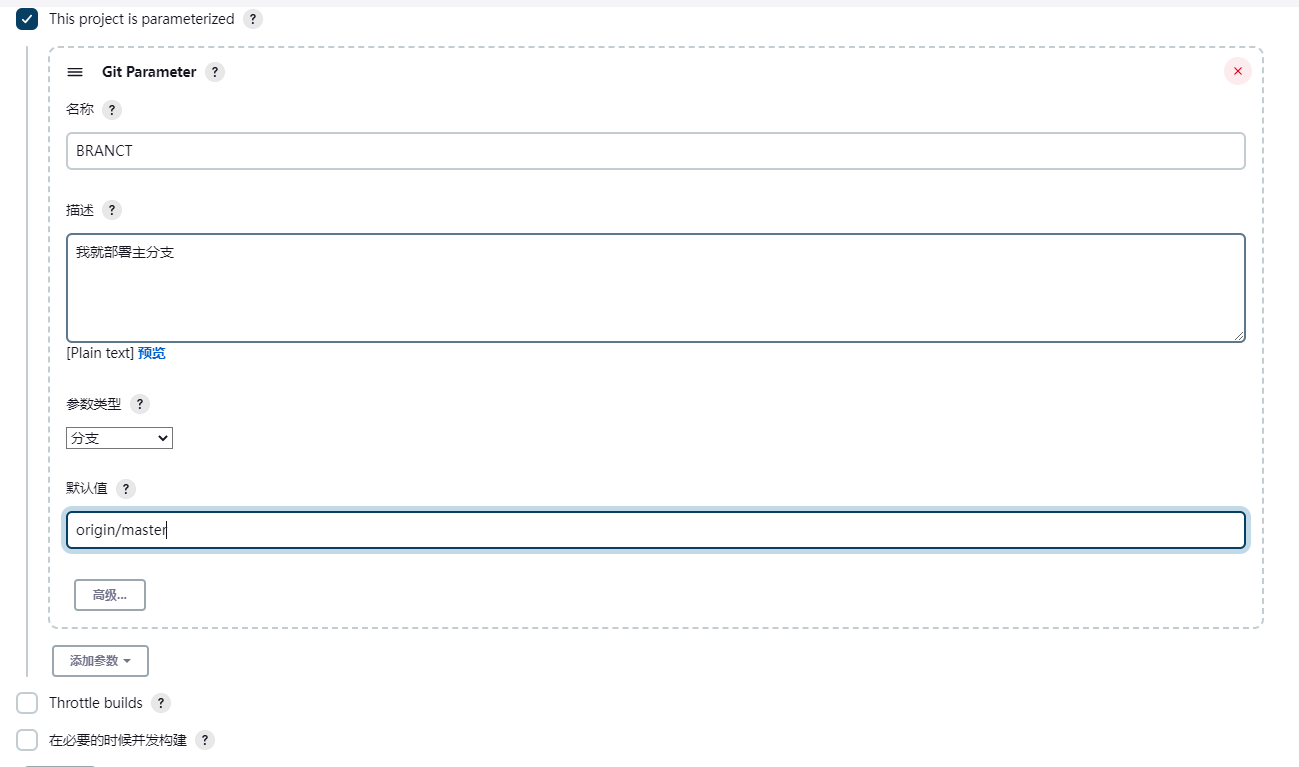 This project is parameterized ?
Git Parameter ?
名称 ?
BRANCT
描述 ?
我就部署主分支
[Plain text] 预览
参数类型 ?
分支
默认值 ?
origin/master
高级...
添加参数
Throttle builds ?
在必要的时候并发构建 ?